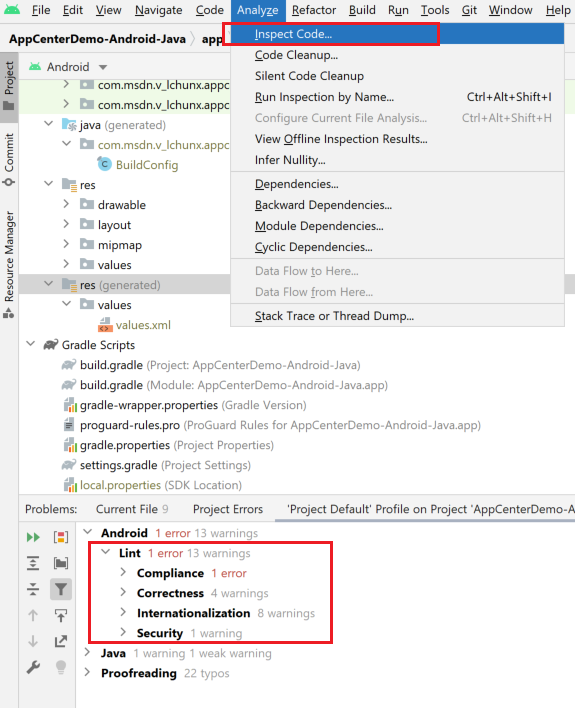 File Edit View Navigate Code Analyze Refactor Build Run Tools Git Window Help
AppCenterDemo-Android-Java app
Inspect Code...
Code Cleanup...
Silent Code Cleanup
Run Inspection by Name... Ctrl+Alt+Shift+I
Configure Current File Analysis... Ctrl+Alt+Shift+H
View Offline Inspection Results...
Infer Nullity...
Dependencies...
Backward Dependencies...
Module Dependencies...
Cyclic Dependencies...
Data Flow to Here...
Data Flow from Here...
Stack Trace or Thread Dump...
Project
Commit
Resource Manager
Android
com.msdn.v_lchunx.appc
com.msdn.v_lchunx.appc
java (generated)
com.msdn.v_lchunx.appc
BuildConfig
res
drawable
layout
mipmap
values
res (generated)
values
values.xml
Gradle Scripts
build.gradle (Project: AppCenterDemo-Android-Java)
build.gradle (Module: AppCenterDemo-Android-Java.app)
gradle-wrapper.properties (Gradle Version)
proguard-rules.pro (ProGuard Rules for AppCenterDemo-Android-Java.app)
gradle.properties (Project Properties)
settings.gradle (Project Settings)
local.properties (SDK Location)
Problems: Current File 9 Project Errors 'Project Default' Profile on Project 'AppCenterDemo-A
Android 1 error 13 warnings
Lint 1 error 13 warnings
Compliance 1 error
Correctness 4 warnings
Internationalization 8 warnings
Security 1 warning
Java 1 warning 1 weak warning
Proofreading 22 typos